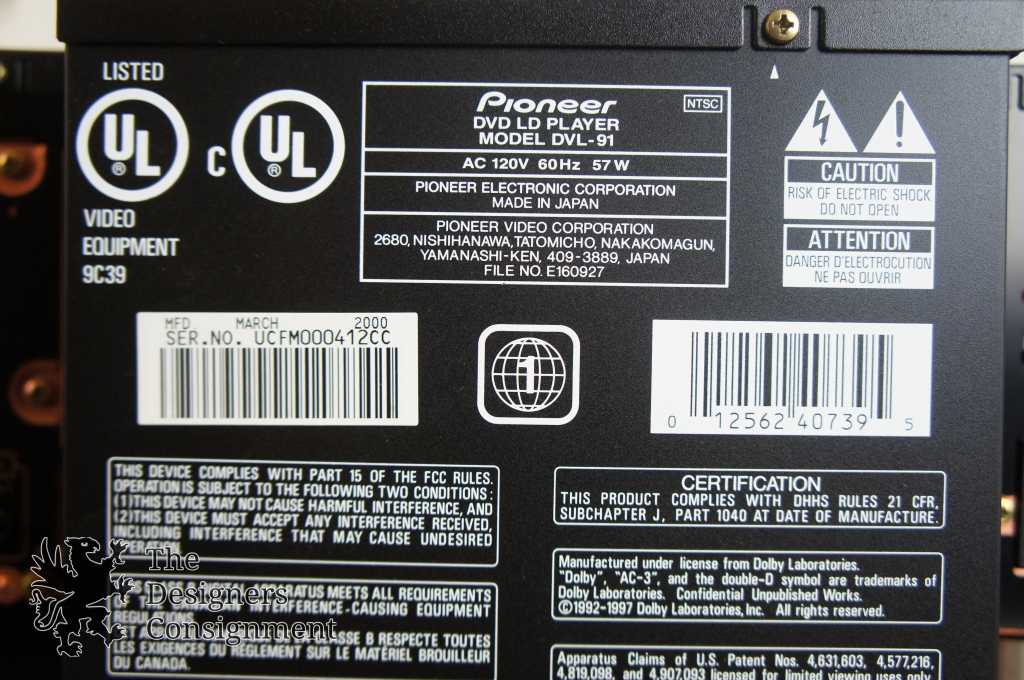 LISTED
UL
®
C
UL
®
VIDEO
EQUIPMENT
9C39
Pioneer
NTSC
DVD LD PLAYER
MODEL DVL-91
AC 120V 60Hz 57 W
PIONEER ELECTRONIC CORPORATION
MADE IN JAPAN
PIONEER VIDEO CORPORATION
2680, NISHIHANAWA, TATOMICHO, NAKAKOMAGUN,
YAMANASHI-KEN, 409-3889, JAPAN
FILE NO. E160927
CAUTION
RISK OF ELECTRIC SHOCK
DO NOT OPEN
ATTENTION
DANGER D'ELECTROCUTION
NE PAS OUVRIR
MFD MARCH 2000
SER.NO. UCFM000412CC
1
0 12562 40739 5
THIS DEVICE COMPLIES WITH PART 15 OF THE FCC RULES.
OPERATION IS SUBJECT TO THE FOLLOWING TWO CONDITIONS:
(1)THIS DEVICE MAY NOT CAUSE HARMFUL INTERFERENCE, AND
(2)THIS DEVICE MUST ACCEPT ANY INTERFERENCE RECEIVED,
INCLUDING INTERFERENCE THAT MAY CAUSE UNDESIRED
OPERATION.
CLASS B DIGITAL APPARATUS MEETS ALL REQUIREMENTS
INTERFERENCE-CAUSING EQUIPMENT
REGULATIONS.
CLASSE B RESPECTE TOUTES
LES EXIGENCES DU RÈGLEMENT SUR LE MATÉRIEL BROUILLEUR
DU CANADA.
CERTIFICATION
THIS PRODUCT COMPLIES WITH DHHS RULES 21 CFR,
SUBCHAPTER J, PART 1040 AT DATE OF MANUFACTURE.
Manufactured under license from Dolby Laboratories.
"Dolby", "AC-3", and the double-D symbol are trademarks of
Dolby Laboratories. Confidential Unpublished Works.
©1992-1997 Dolby Laboratories, Inc. All rights reserved.
Apparatus Claims of U.S. Patent Nos. 4,631,603, 4,577,216,
4,819,098, and 4,907,093 licensed for limited viewing uses only.
The
Designers
Consignment